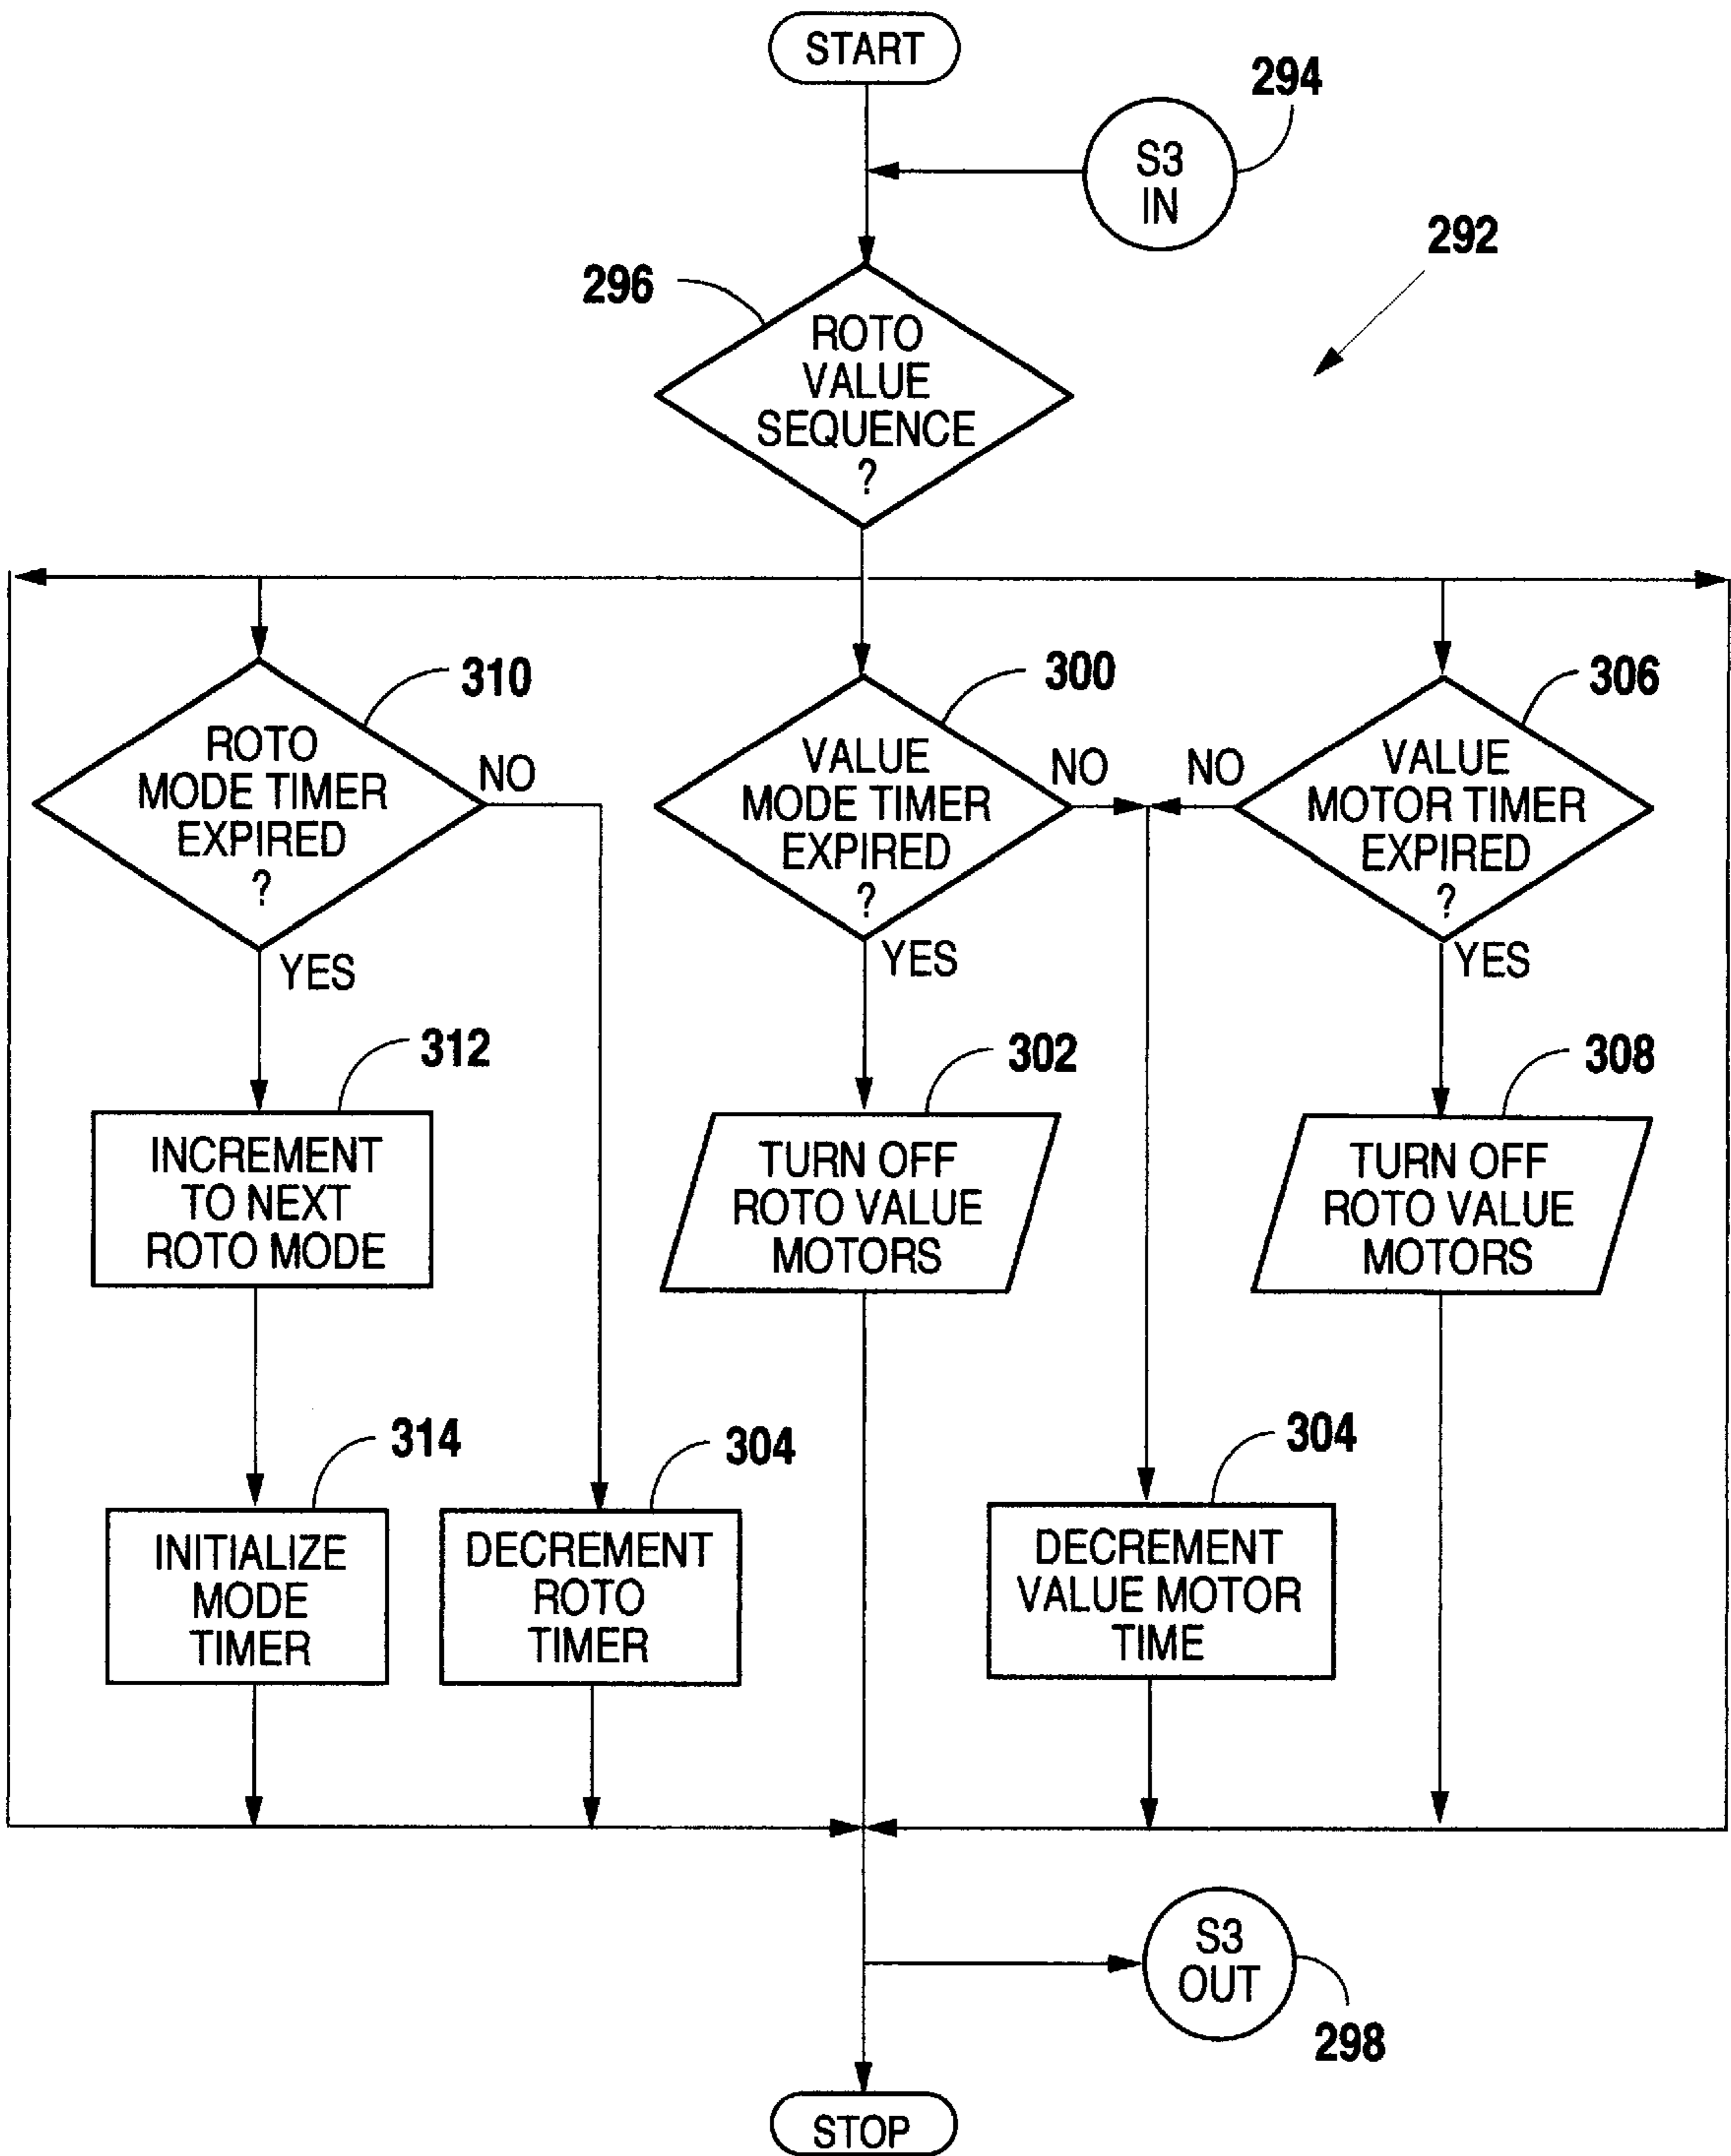 START
294
S3
IN
292
296
ROTO
VALUE
SEQUENCE
?
310
ROTO
MODE TIMER
EXPIRED
?
NO
YES
300
VALUE
MODE TIMER
EXPIRED
?
NO
YES
306
NO
VALUE
MOTOR TIMER
EXPIRED
?
YES
312
INCREMENT
TO NEXT
ROTO MODE
302
TURN OFF
ROTO VALUE
MOTORS
308
TURN OFF
ROTO VALUE
MOTORS
314
INITIALIZE
MODE
TIMER
304
DECREMENT
ROTO
TIMER
304
DECREMENT
VALUE MOTOR
TIME
S3
OUT
298
STOP